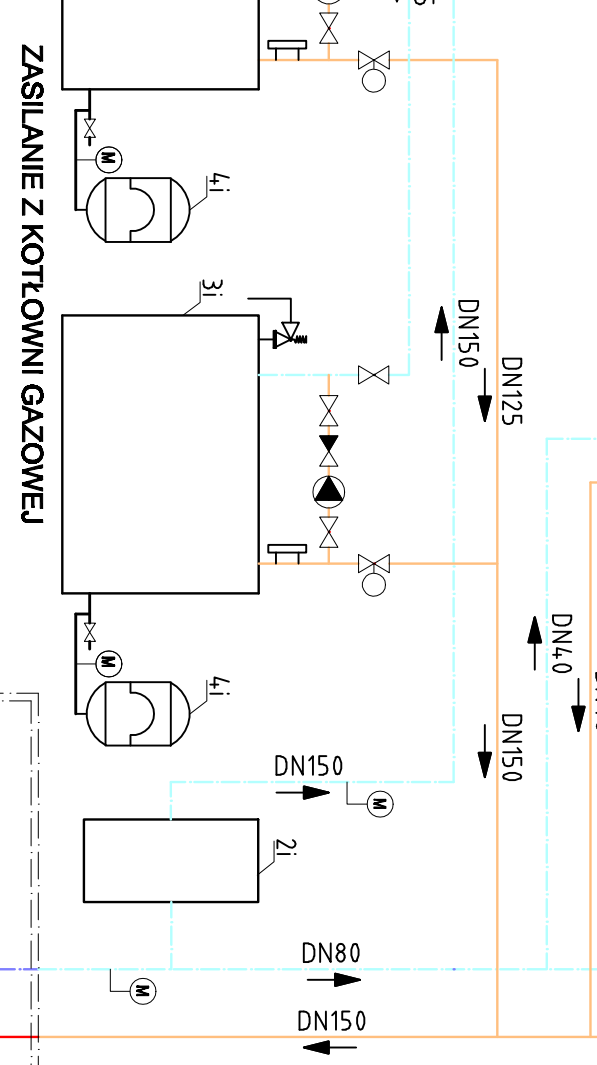 ZASILANIE Z KOTŁOWNI GAZOWEJ
M
4i
3i
DN150
DN125
M
4i
DN40
DN150
DN150
M
2i
DN80
M
DN150